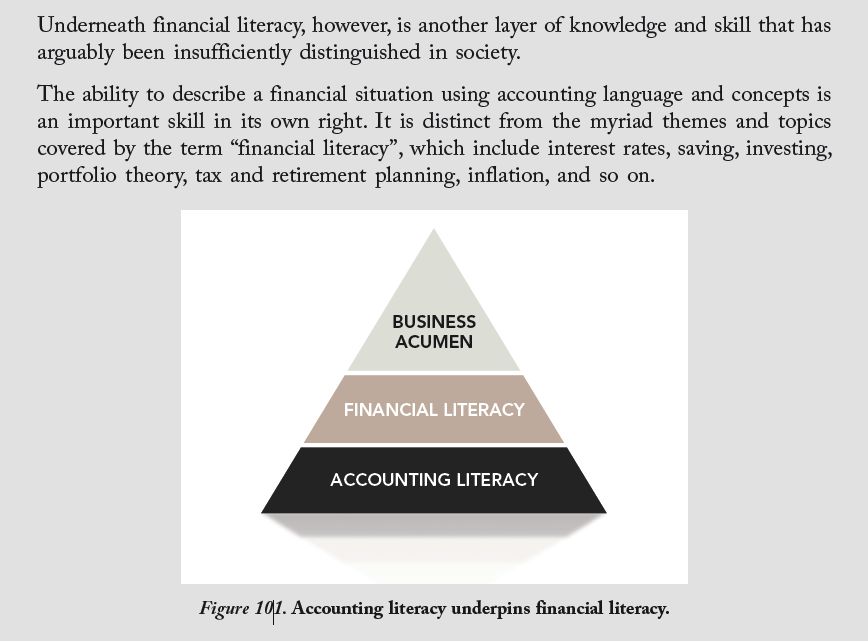 Underneath financial literacy, however, is another layer of knowledge and skill that has
arguably been insufficiently distinguished in society.
The ability to describe a financial situation using accounting language and concepts is
an important skill in its own right. It is distinct from the myriad themes and topics
covered by the term “financial literacy”, which include interest rates, saving, investing,
portfolio theory, tax and retirement planning, inflation, and so on.
BUSINESS
ACUMEN
FINANCIAL LITERACY
ACCOUNTING LITERACY
Figure 101. Accounting literacy underpins financial literacy.